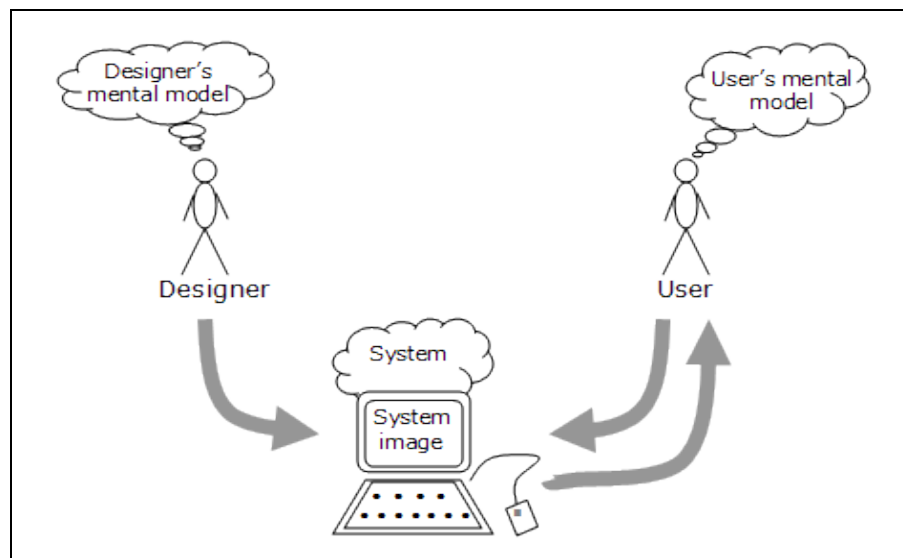 Designer's
mental model
User's mental
model
Designer
User
System
System
image